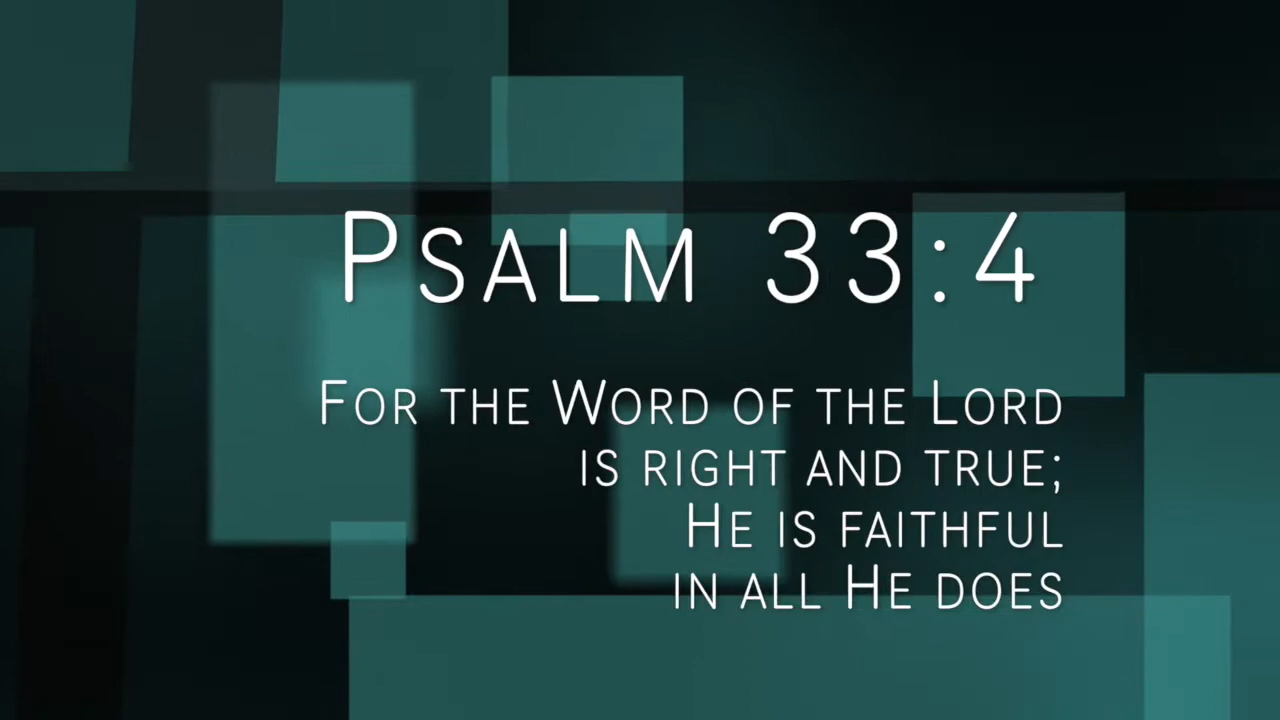 Psalm 33:4
For the Word of the Lord
is right and true;
He is faithful
in all He does